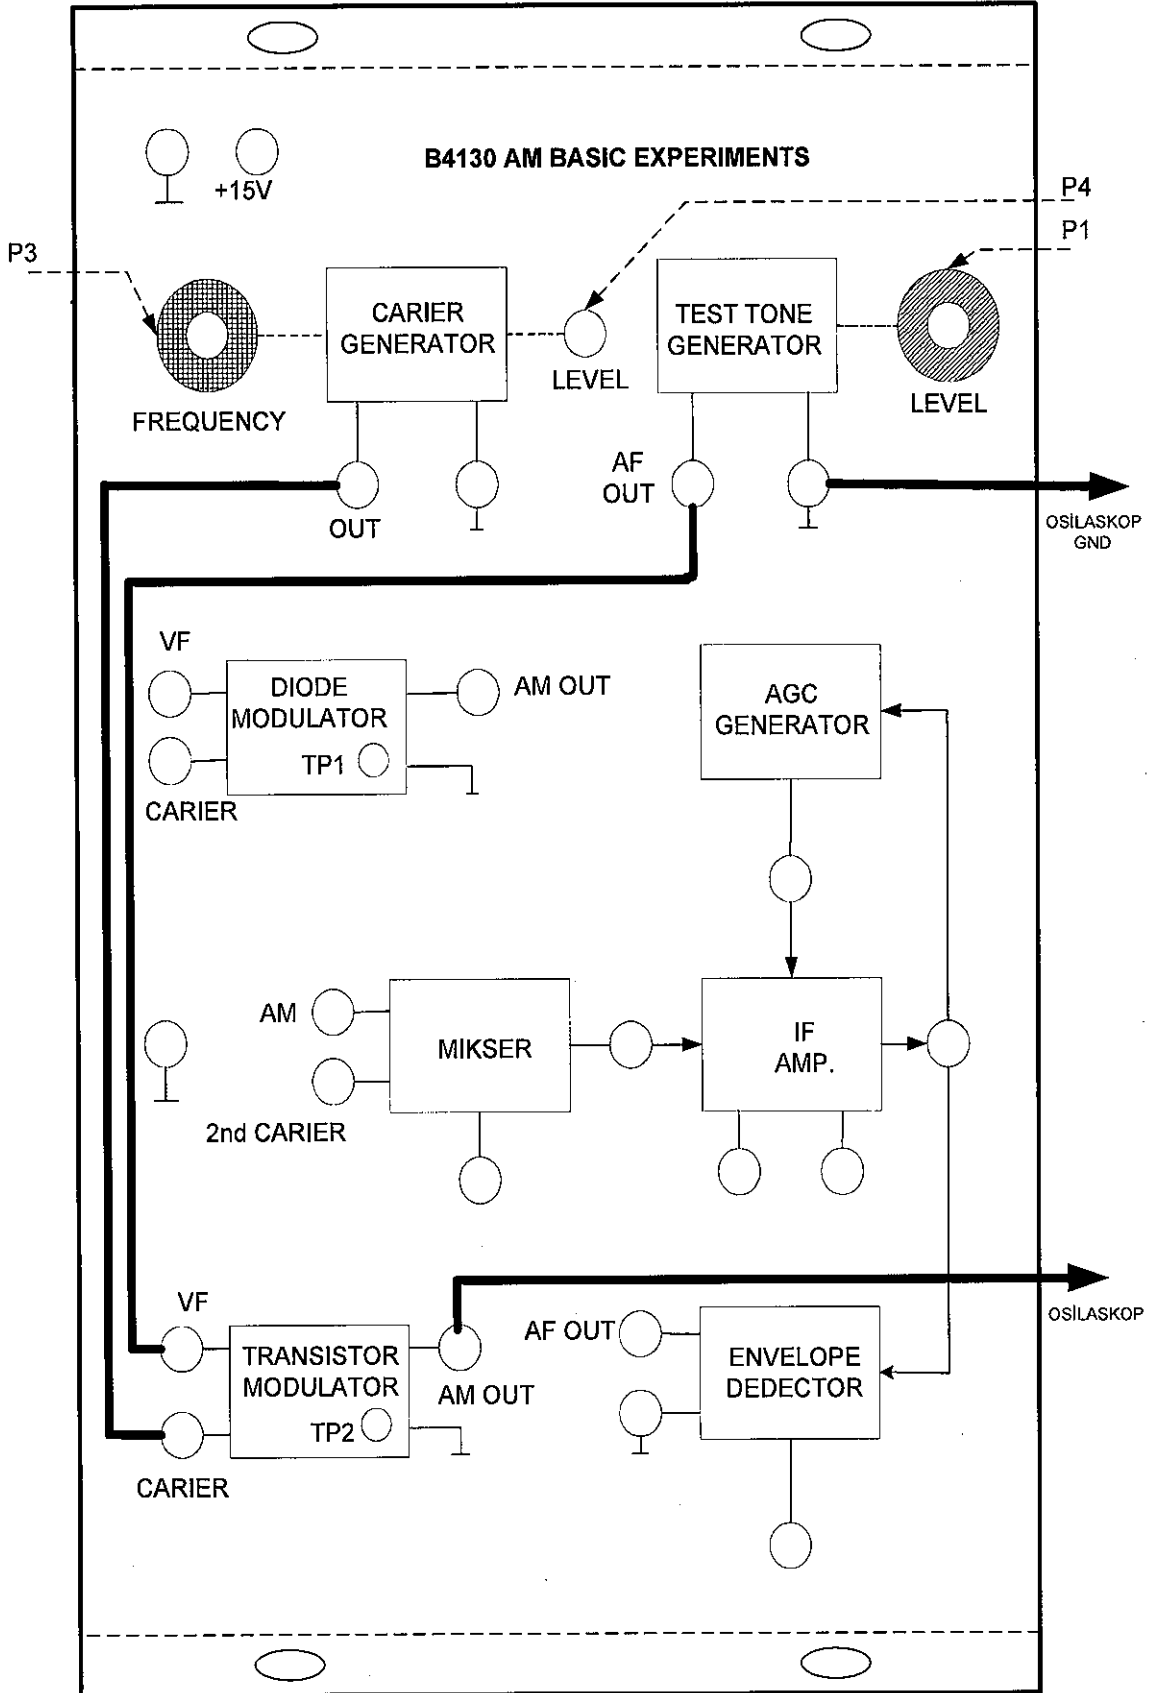 B4130 AM BASIC EXPERIMENTS
+15V
P4
P1
P3
CARIER
GENERATOR
TEST TONE
GENERATOR
LEVEL
LEVEL
FREQUENCY
AF
OUT
OUT
OSİLASKOP
GND
VF
DIODE
MODULATOR
TP1
AM OUT
CARIER
AGC
GENERATOR
AM
MIKSER
IF
AMP.
2nd CARIER
VF
TRANSISTOR
MODULATOR
TP2
AM OUT
CARIER
AF OUT
ENVELOPE
DEDECTOR
OSİLASKOP